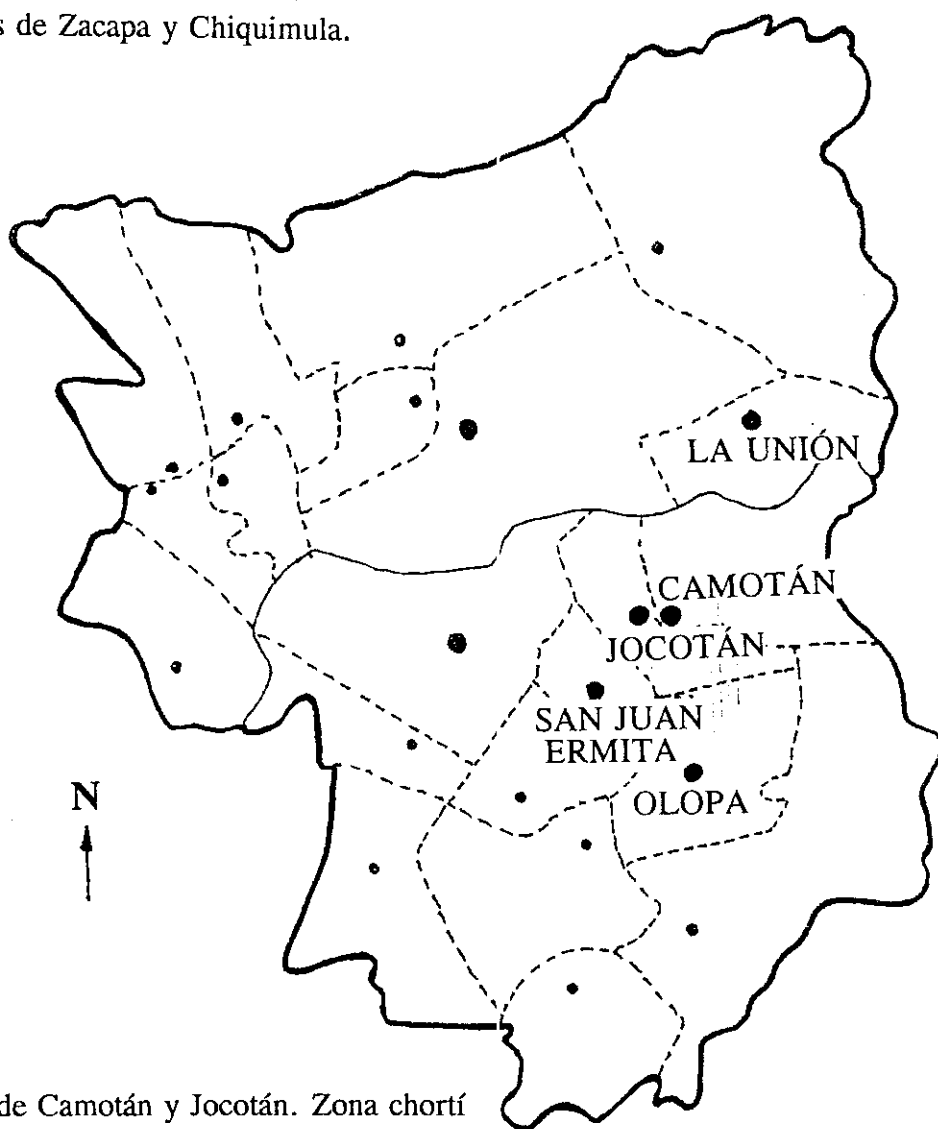 s de Zacapa y Chiquimula.
LA UNIÓN
CAMOTÁN
JOCOTÁN
SAN JUAN
ERMITA
OLOPA
N
de Camotán y Jocotán. Zona chortí